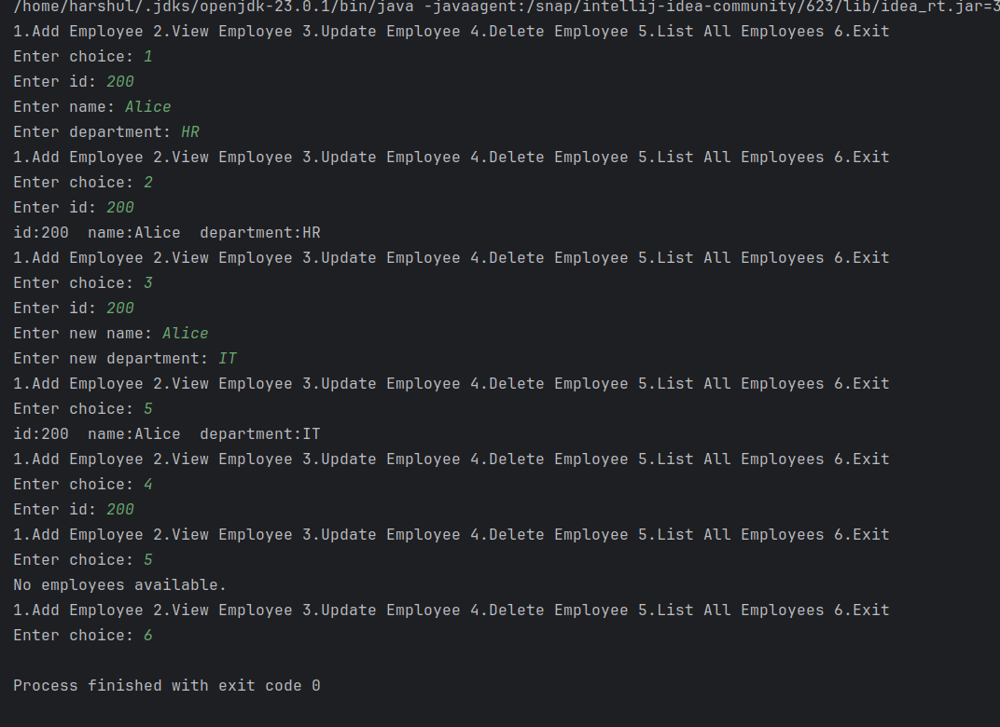 /home/harshul/.jdks/openjdk-23.0.1/bin/java -javaagent:/snap/intellij-idea-community/623/lib/idea_rt.jar=3
1.Add Employee 2.View Employee 3.Update Employee 4.Delete Employee 5.List All Employees 6.Exit
Enter choice: 1
Enter id: 200
Enter name: Alice
Enter department: HR
1.Add Employee 2.View Employee 3.Update Employee 4.Delete Employee 5.List All Employees 6.Exit
Enter choice: 2
Enter id: 200
id:200  name:Alice  department:HR
1.Add Employee 2.View Employee 3.Update Employee 4.Delete Employee 5.List All Employees 6.Exit
Enter choice: 3
Enter id: 200
Enter new name: Alice
Enter new department: IT
1.Add Employee 2.View Employee 3.Update Employee 4.Delete Employee 5.List All Employees 6.Exit
Enter choice: 5
id:200  name:Alice  department:IT
1.Add Employee 2.View Employee 3.Update Employee 4.Delete Employee 5.List All Employees 6.Exit
Enter choice: 4
Enter id: 200
1.Add Employee 2.View Employee 3.Update Employee 4.Delete Employee 5.List All Employees 6.Exit
Enter choice: 5
No employees available.
1.Add Employee 2.View Employee 3.Update Employee 4.Delete Employee 5.List All Employees 6.Exit
Enter choice: 6
Process finished with exit code 0